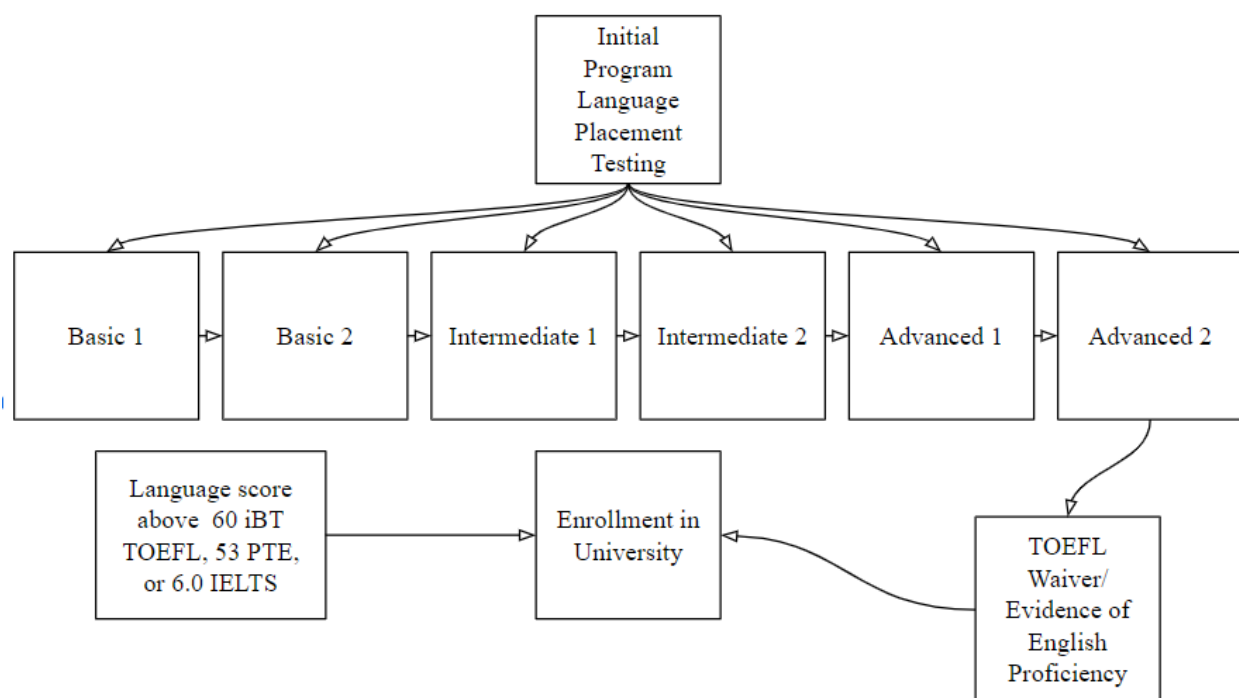 Initial
Program
Language
Placement
Testing
Basic 1
Basic 2
Intermediate 1
Intermediate 2
Advanced 1
Advanced 2
Language score
above 60 iBT
TOEFL, 53 PTE,
or 6.0 IELTS
Enrollment in
University
TOEFL
Waiver/
Evidence of
English
Proficiency